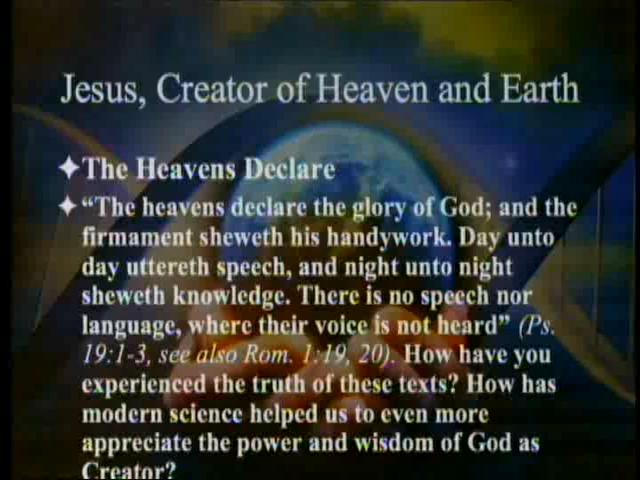 Jesus, Creator of Heaven and Earth
✦The Heavens Declare
✦“The heavens declare the glory of God; and the
firmament sheweth his handywork. Day unto
day uttereth speech, and night unto night
sheweth knowledge. There is no speech nor
language, where their voice is not heard” (Ps.
19:1-3, see also Rom. 1:19, 20). How have you
experienced the truth of these texts? How has
modern science helped us to even more
appreciate the power and wisdom of God as
Creator?